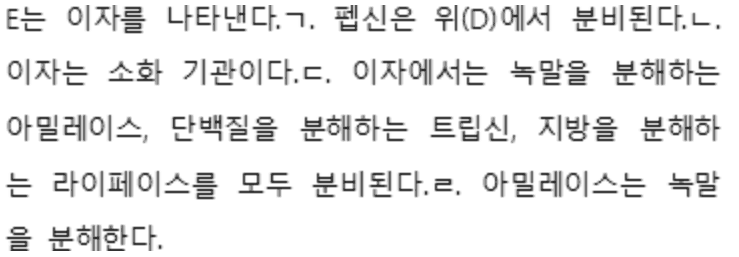 E는 이자를 나타낸다.ㄱ. 펩신은 위(D)에서 분비된다.ㄴ.
이자는 소화 기관이다.ㄷ. 이자에서는 녹말을 분해하는
아밀레이스, 단백질을 분해하는 트립신, 지방을 분해하
는 라이페이스를 모두 분비된다.ㄹ. 아밀레이스는 녹말
을 분해한다.